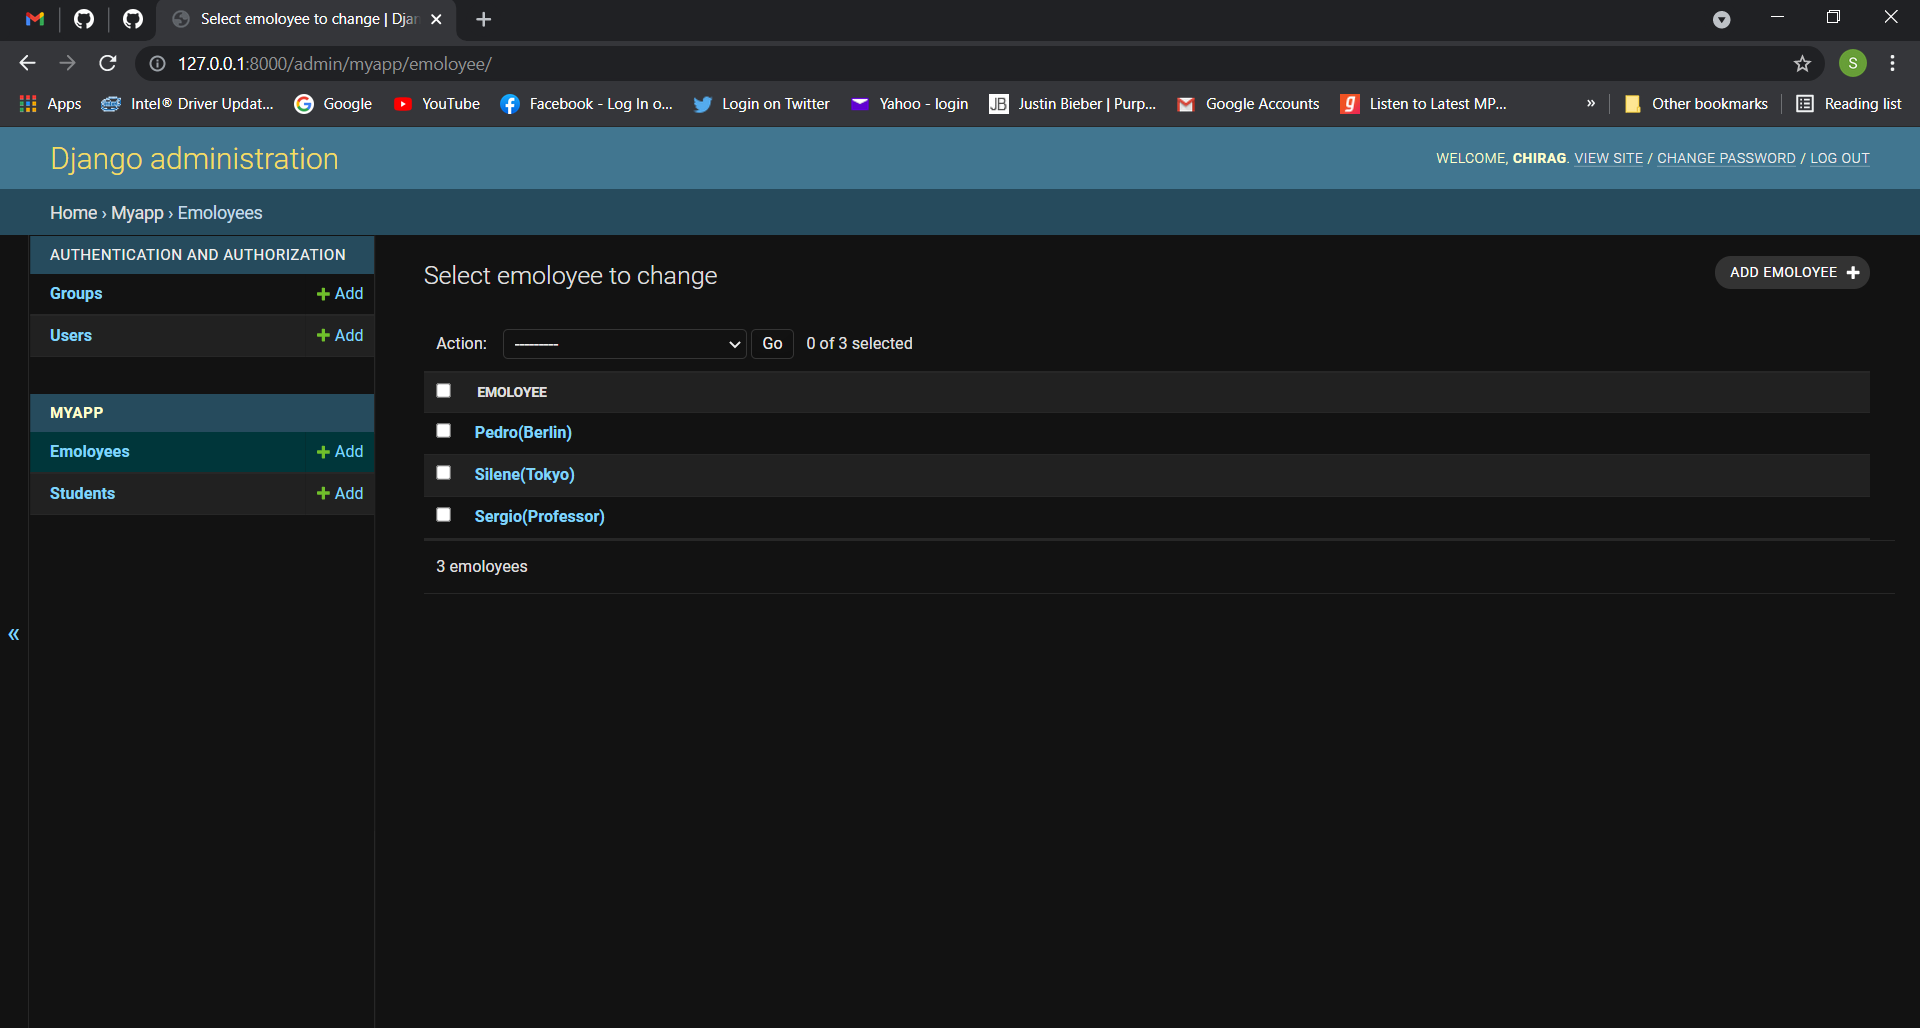 Select emoloyee to change | Djan
127.0.0.1:8000/admin/myapp/emoloyee/
Apps Intel® Driver Updat... Google YouTube Facebook - Log In o... Login on Twitter Yahoo - login JB Justin Bieber | Purp... Google Accounts Listen to Latest MP... » Other bookmarks Reading list
S
Django administration
WELCOME, CHIRAG. VIEW SITE / CHANGE PASSWORD / LOG OUT
Home › Myapp › Emoloyees
AUTHENTICATION AND AUTHORIZATION
Groups + Add
Users + Add
MYAPP
Emoloyees + Add
Students + Add
«
Select emoloyee to change
ADD EMOLOYEE +
Action: --------- Go 0 of 3 selected
EMOLOYEE
Pedro(Berlin)
Silene(Tokyo)
Sergio(Professor)
3 emoloyees